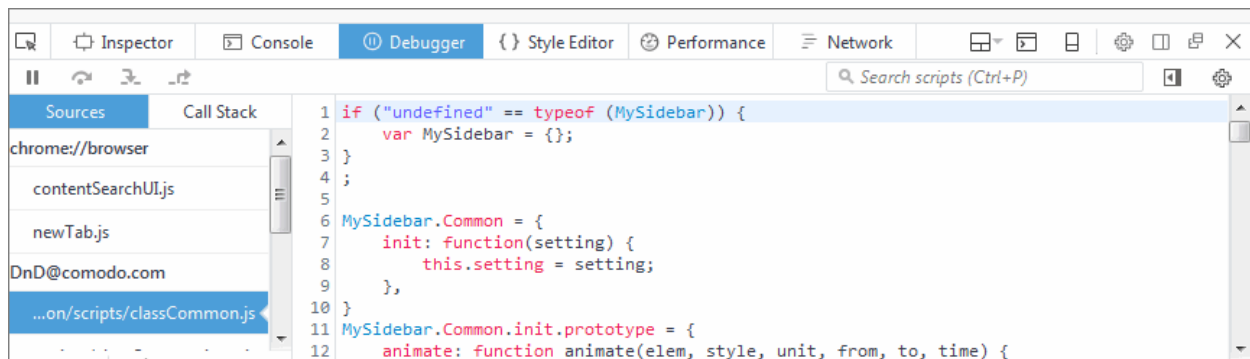 Inspector Console Debugger { } Style Editor Performance Network
Search scripts (Ctrl+P)
Sources Call Stack
chrome://browser
contentSearchUI.js
newTab.js
DnD@comodo.com
...on/scripts/classCommon.js
1 if ("undefined" == typeof (MySidebar)) {
2     var MySidebar = {};
3 }
4 ;
5
6 MySidebar.Common = {
7     init: function(setting) {
8         this.setting = setting;
9     },
10 }
11 MySidebar.Common.init.prototype = {
12     animate: function animate(elem, style, unit, from, to, time) {